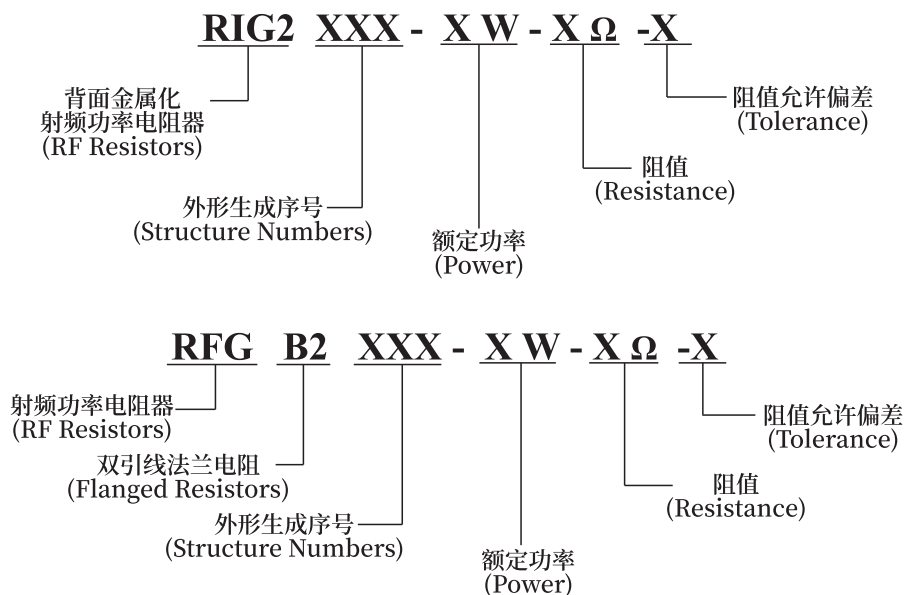 RIG2 XXX - X W - X Ω -X
背面金属化
射频功率电阻器
(RF Resistors)
阻值允许偏差
(Tolerance)
阻值
(Resistance)
外形生成序号
(Structure Numbers)
额定功率
(Power)
RFG B2 XXX - X W - X Ω -X
射频功率电阻器
(RF Resistors)
阻值允许偏差
(Tolerance)
双引线法兰电阻
(Flanged Resistors)
阻值
(Resistance)
外形生成序号
(Structure Numbers)
额定功率
(Power)